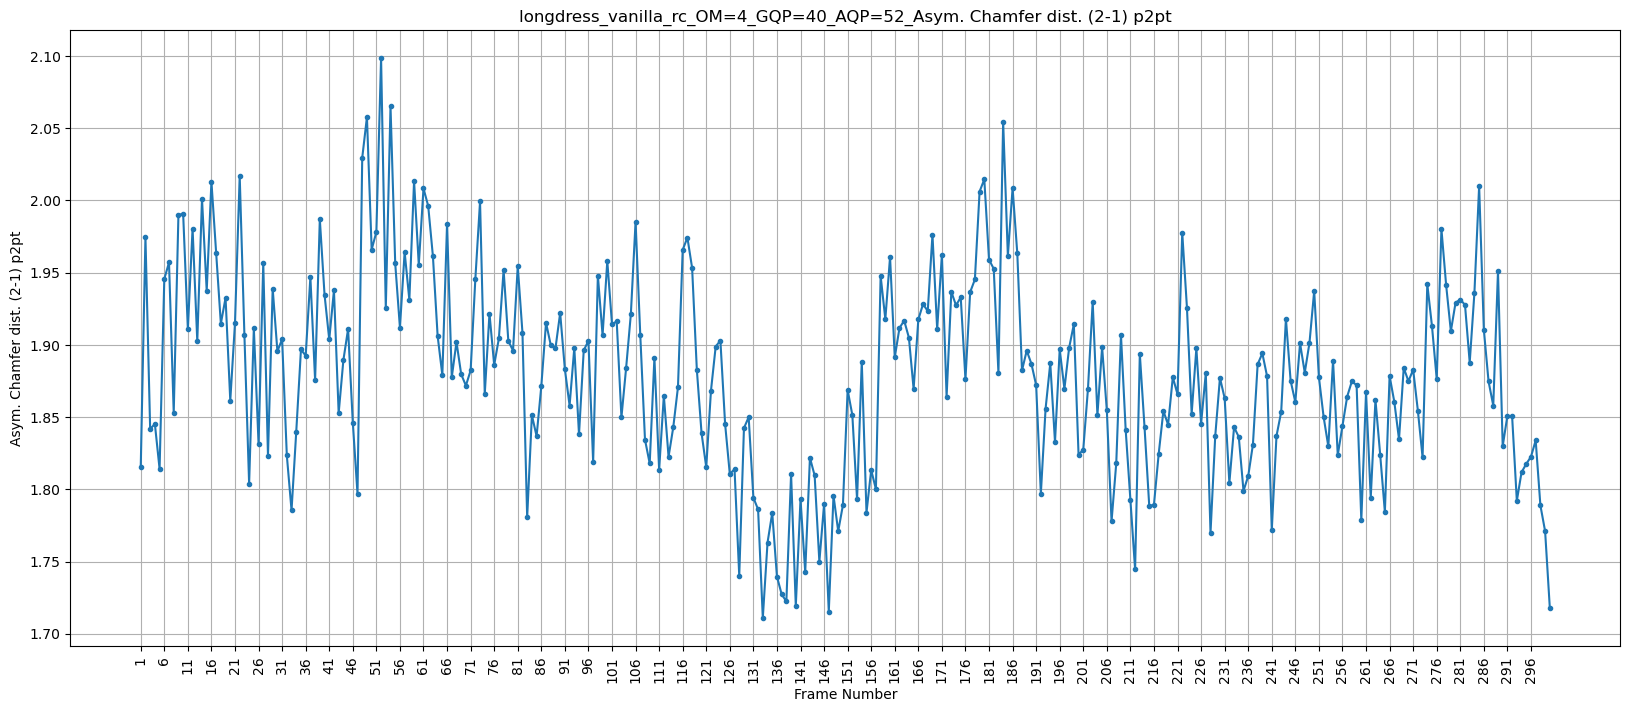 longdress_vanilla_rc_OM=4_GQP=40_AQP=52_Asym. Chamfer dist. (2-1) p2pt
Asym. Chamfer dist. (2-1) p2pt
2.10
2.05
2.00
1.95
1.90
1.85
1.80
1.75
1.70
1 6 11 16 21 26 31 36 41 46 51 56 61 66 71 76 81 86 91 96 101 106 111 116 121 126 131 136 141 146 151 156 161 166 171 176 181 186 191 196 201 206 211 216 221 226 231 236 241 246 251 256 261 266 271 276 281 286 291 296
Frame Number